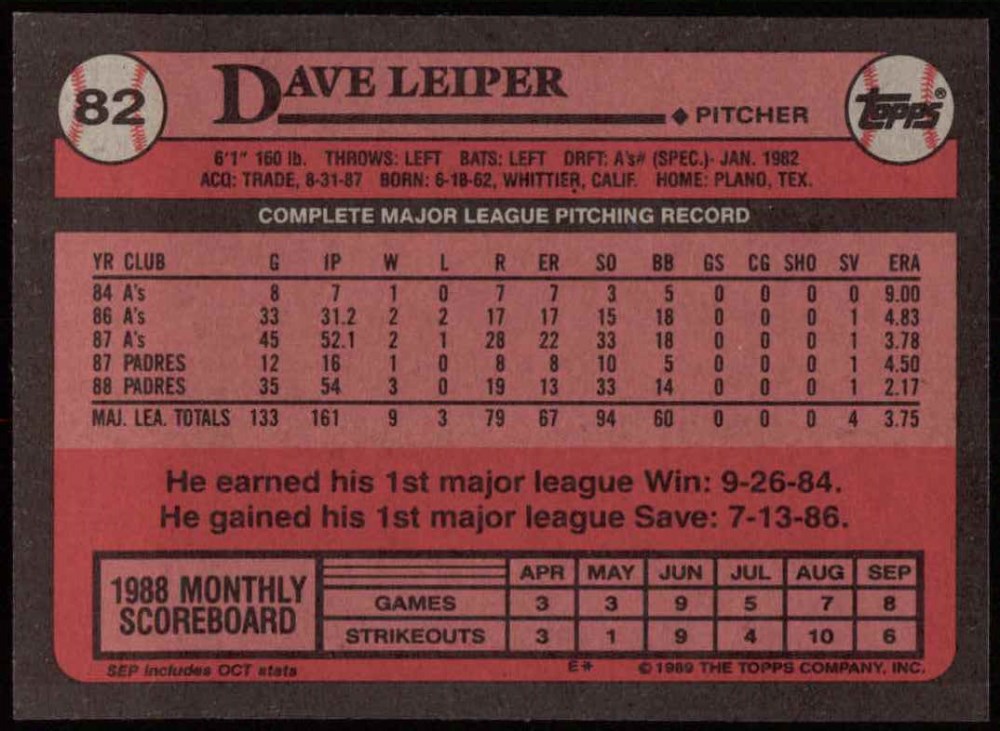 82
DAVE LEIPER
◆ PITCHER
TOPPS®
6'1" 160 lb. THROWS: LEFT BATS: LEFT DRFT: A's# (SPEC.)- JAN. 1982
ACQ: TRADE, 8-31-87 BORN: 6-18-62, WHITTIER, CALIF. HOME: PLANO, TEX.
COMPLETE MAJOR LEAGUE PITCHING RECORD
YR CLUB G IP W L R ER SO BB GS CG SHO SV ERA
84 A's 8 7 1 0 7 7 3 5 0 0 0 0 9.00
86 A's 33 31.2 2 2 17 17 15 18 0 0 0 1 4.83
87 A's 45 52.1 2 1 28 22 33 18 0 0 0 1 3.78
87 PADRES 12 16 1 0 8 8 10 5 0 0 0 1 4.50
88 PADRES 35 54 3 0 19 13 33 14 0 0 0 1 2.17
MAJ. LEA. TOTALS 133 161 9 3 79 67 94 60 0 0 0 4 3.75
He earned his 1st major league Win: 9-26-84.
He gained his 1st major league Save: 7-13-86.
1988 MONTHLY
SCOREBOARD
APR MAY JUN JUL AUG SEP
GAMES 3 3 9 5 7 8
STRIKEOUTS 3 1 9 4 10 6
SEP includes OCT stats
E* © 1989 THE TOPPS COMPANY, INC.